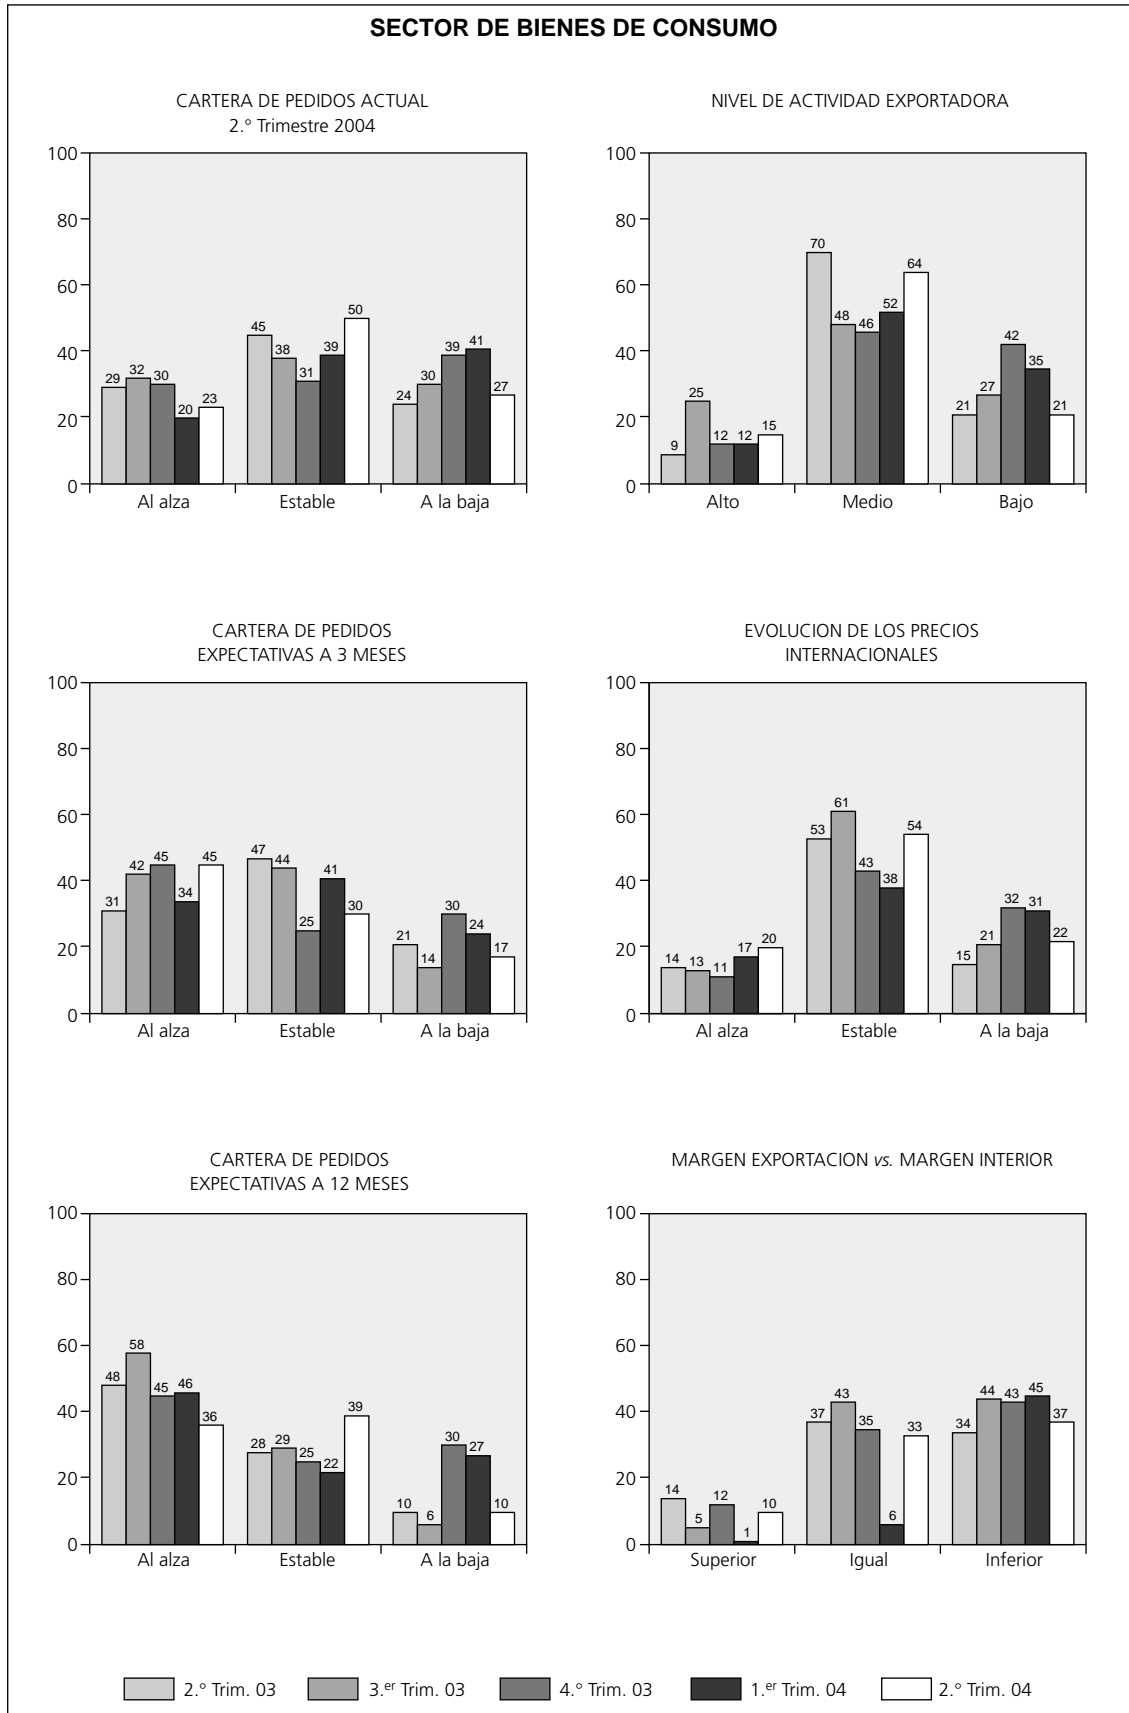 SECTOR DE BIENES DE CONSUMO
CARTERA DE PEDIDOS ACTUAL
2.º Trimestre 2004
100
80
60
40
20
0
29 32 30 20 23
45 38 31 39 50
24 30 39 41 27
Al alza Estable A la baja
NIVEL DE ACTIVIDAD EXPORTADORA
100
80
60
40
20
0
9 25 12 12 15
70 48 46 52 64
21 27 42 35 21
Alto Medio Bajo
CARTERA DE PEDIDOS
EXPECTATIVAS A 3 MESES
100
80
60
40
20
0
31 42 45 34 45
47 44 25 41 30
21 14 30 24 17
Al alza Estable A la baja
EVOLUCION DE LOS PRECIOS
INTERNACIONALES
100
80
60
40
20
0
14 13 11 17 20
53 61 43 38 54
15 21 32 31 22
Al alza Estable A la baja
CARTERA DE PEDIDOS
EXPECTATIVAS A 12 MESES
100
80
60
40
20
0
48 58 45 46 36
28 29 25 22 39
10 6 30 27 10
Al alza Estable A la baja
MARGEN EXPORTACION vs. MARGEN INTERIOR
100
80
60
40
20
0
14 5 12 1 10
37 43 35 6 33
34 44 43 45 37
Superior Igual Inferior
2.º Trim. 03 3.er Trim. 03 4.º Trim. 03 1.er Trim. 04 2.º Trim. 04